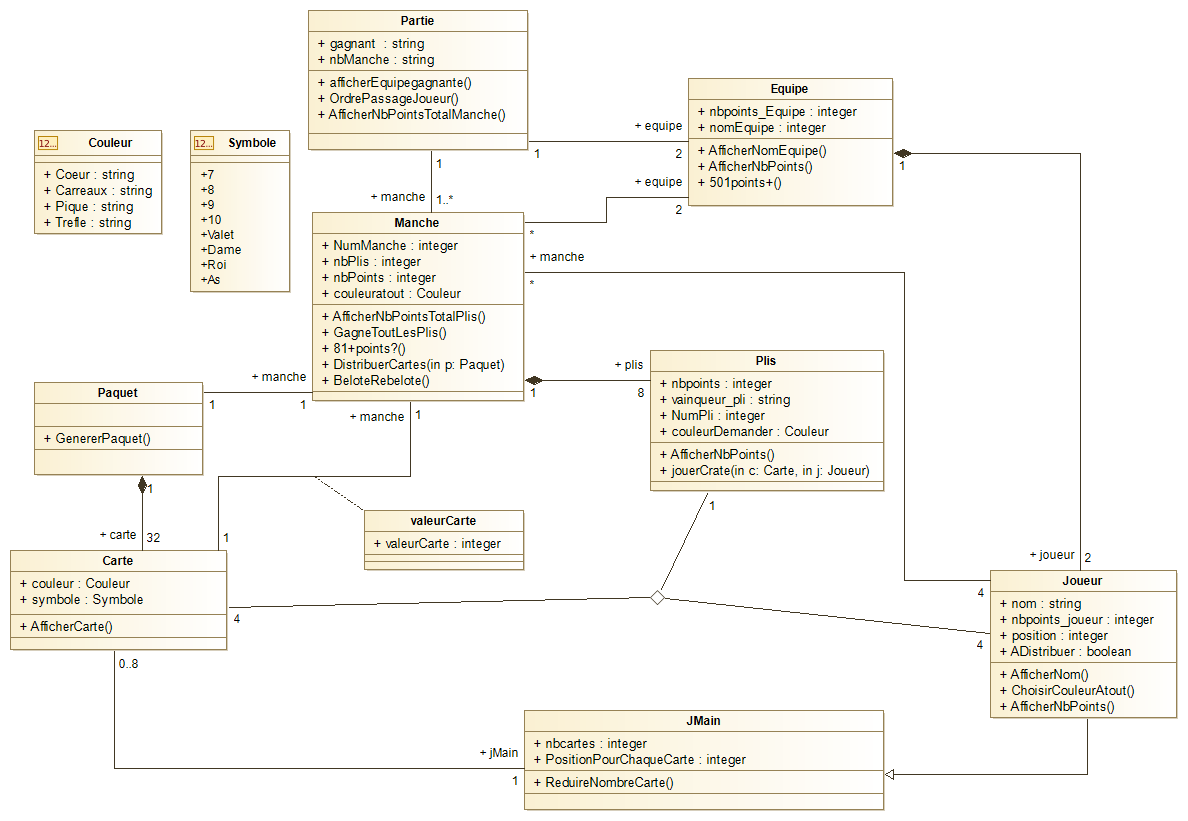 Partie
+ gagnant : string
+ nbManche : string
+ afficherEquipegagnante()
+ OrdrePassageJoueur()
+ AfficherNbPointsTotalManche()
Equipe
+ nbpoints_Equipe : integer
+ nomEquipe : integer
+ AfficherNomEquipe()
+ AfficherNbPoints()
+ 501points+()
+ equipe
1
2
1
+ equipe
2
*
12...
Couleur
+ Coeur : string
+ Carreaux : string
+ Pique : string
+ Trefle : string
12...
Symbole
+7
+8
+9
+10
+Valet
+Dame
+Roi
+As
1
+ manche
1..*
Manche
+ NumManche : integer
+ nbPlis : integer
+ nbPoints : integer
+ couleuratout : Couleur
+ AfficherNbPointsTotalPlis()
+ GagneToutLesPlis()
+ 81+points?()
+ DistribuerCartes(in p: Paquet)
+ BeloteRebelote()
+ manche
*
+ plis
1
8
Plis
+ nbpoints : integer
+ vainqueur_pli : string
+ NumPli : integer
+ couleurDemander : Couleur
+ AfficherNbPoints()
+ jouerCrate(in c: Carte, in j: Joueur)
1
Paquet
+ GenererPaquet()
+ manche
1
1
+ manche
1
1
+ carte
32
1
valeurCarte
+ valeurCarte : integer
Carte
+ couleur : Couleur
+ symbole : Symbole
+ AfficherCarte()
4
0..8
+ joueur
2
4
4
Joueur
+ nom : string
+ nbpoints_joueur : integer
+ position : integer
+ ADistribuer : boolean
+ AfficherNom()
+ ChoisirCouleurAtout()
+ AfficherNbPoints()
+ jMain
1
JMain
+ nbcartes : integer
+ PositionPourChaqueCarte : integer
+ ReduireNombreCarte()